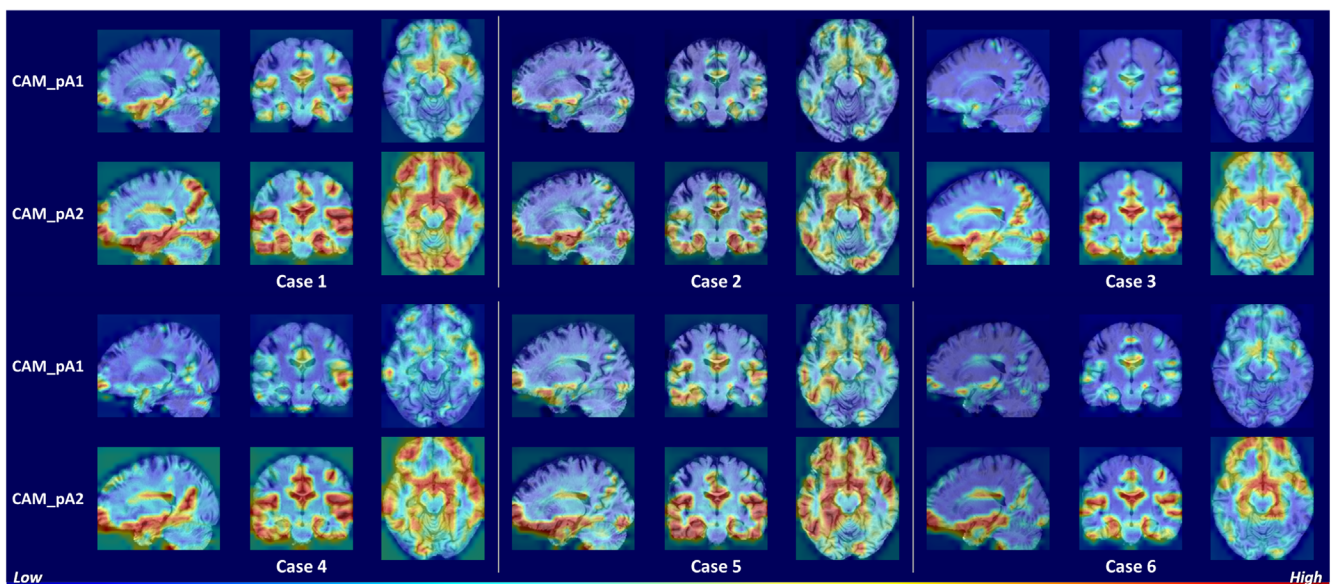 CAM_pA1
CAM_pA2
Case 1
Case 2
Case 3
CAM_pA1
CAM_pA2
Case 4
Case 5
Case 6
Low
High